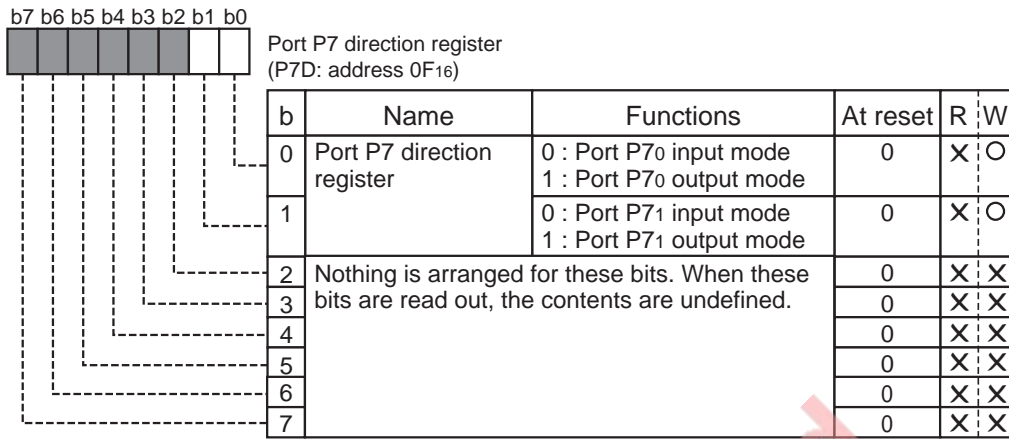 b7 b6 b5 b4 b3 b2 b1 b0
Port P7 direction register
(P7D: address 0F16)
b Name Functions At reset R W
0 Port P7 direction register 0 : Port P70 input mode 0 X O
1 : Port P70 output mode
1 0 : Port P71 input mode 0 X O
1 : Port P71 output mode
2 Nothing is arranged for these bits. When these 0 X X
3 bits are read out, the contents are undefined. 0 X X
4 0 X X
5 0 X X
6 0 X X
7 0 X X